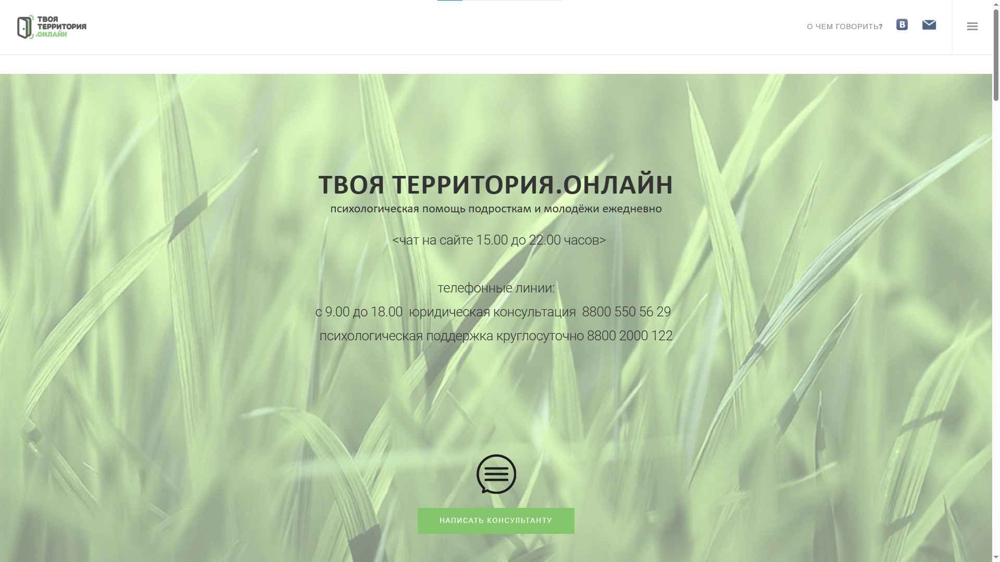 ТВОЯ
ТЕРРИТОРИЯ
.ОНЛАЙН
О ЧЕМ ГОВОРИТЬ?
В
ТВОЯ ТЕРРИТОРИЯ.ОНЛАЙН
психологическая помощь подросткам и молодёжи ежедневно
<чат на сайте 15.00 до 22.00 часов>
телефонные линии:
с 9.00 до 18.00 юридическая консультация 8800 550 56 29
психологическая поддержка круглосуточно 8800 2000 122
НАПИСАТЬ КОНСУЛЬТАНТУ